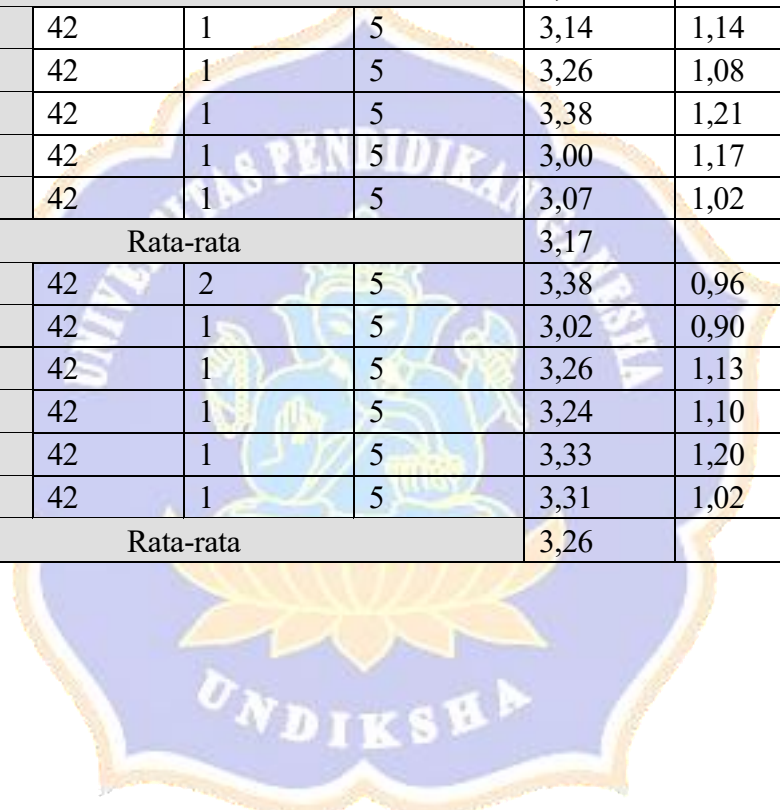 42 1 5 3,14 1,14
42 1 5 3,26 1,08
42 1 5 3,38 1,21
42 1 5 3,00 1,17
42 1 5 3,07 1,02
Rata-rata 3,17
42 2 5 3,38 0,96
42 1 5 3,02 0,90
42 1 5 3,26 1,13
42 1 5 3,24 1,10
42 1 5 3,33 1,20
42 1 5 3,31 1,02
Rata-rata 3,26
UNIVERSITAS PENDIDIKAN GANESHA
UNDIKSHA